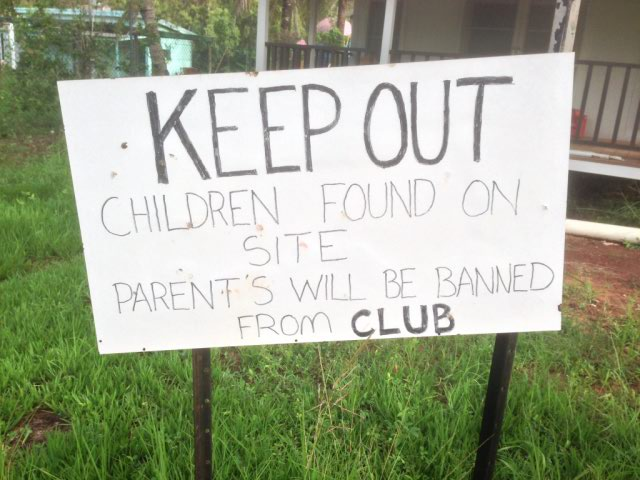 KEEP OUT
CHILDREN FOUND ON
SITE
PARENT'S WILL BE BANNED
FROM CLUB